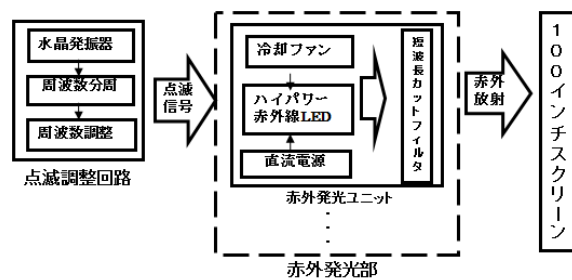 水晶発振器
周波数分周
周波数調整
点滅調整回路
点滅
信号
冷却ファン
ハイパワー
赤外線LED
直流電源
短波長カットフィルタ
赤外発光ユニット
赤外発光部
赤外
放射
100インチスクリーン